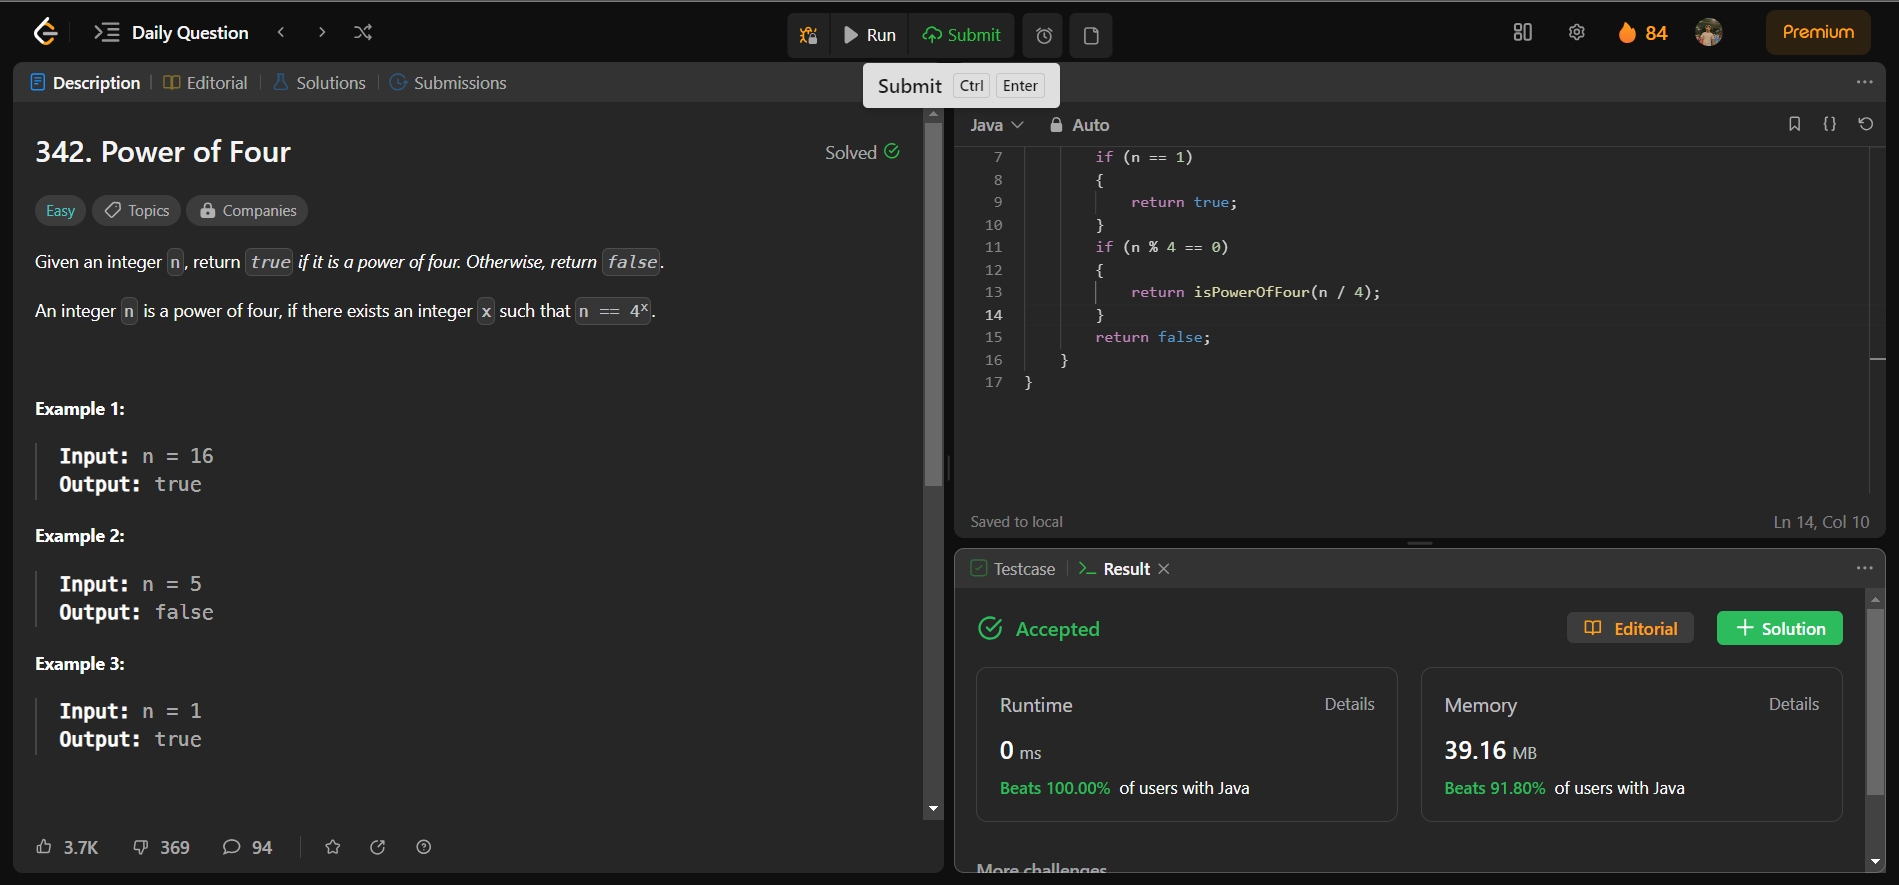 Daily Question
Run
Submit
84
Premium
Description
Editorial
Solutions
Submissions
Submit Ctrl Enter
342. Power of Four
Solved
Easy
Topics
Companies
Given an integer n, return true if it is a power of four. Otherwise, return false.
An integer n is a power of four, if there exists an integer x such that n == 4ˣ.
Example 1:
Input: n = 16
Output: true
Example 2:
Input: n = 5
Output: false
Example 3:
Input: n = 1
Output: true
3.7K
369
94
Java
Auto
7 if (n == 1)
8 {
9 return true;
10 }
11 if (n % 4 == 0)
12 {
13 return isPowerOfFour(n / 4);
14 }
15 return false;
16 }
17 }
Saved to local
Ln 14, Col 10
Testcase
Result
Accepted
Editorial
Solution
Runtime
Details
0 ms
Beats 100.00% of users with Java
Memory
Details
39.16 MB
Beats 91.80% of users with Java
More challenges